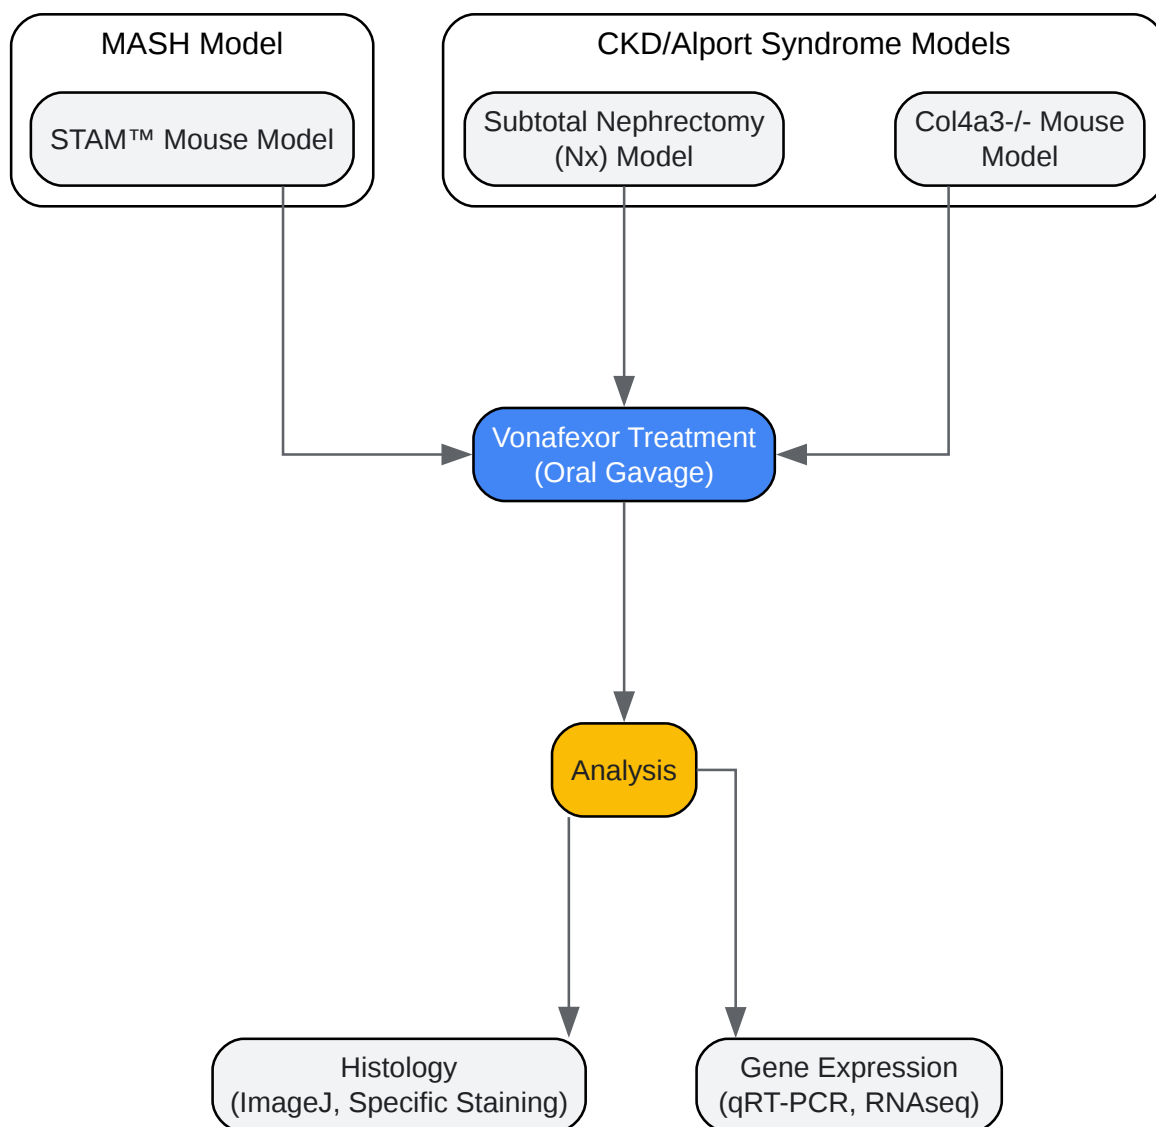 MASH Model
CKD/Alport Syndrome Models
STAM™ Mouse Model
Subtotal Nephrectomy
(Nx) Model
Col4a3-/- Mouse
Model
Vonafexor Treatment
(Oral Gavage)
Analysis
Histology
(ImageJ, Specific Staining)
Gene Expression
(qRT-PCR, RNAseq)